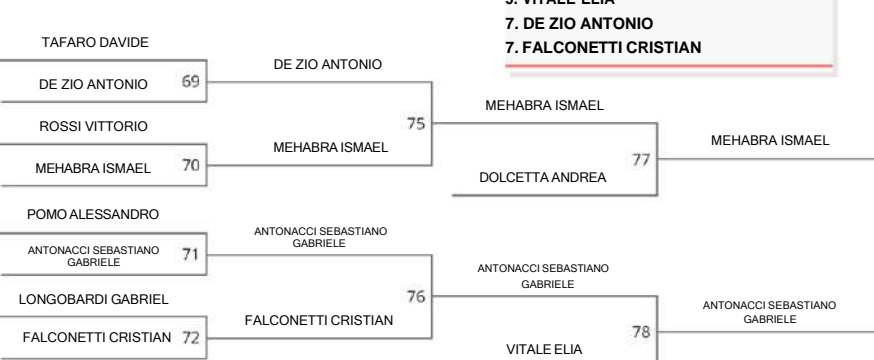 5. VITALE ELIA
7. DE ZIO ANTONIO
7. FALCONETTI CRISTIAN
TAFARO DAVIDE
DE ZIO ANTONIO 69
ROSSI VITTORIO
MEHABRA ISMAEL 70
POMO ALESSANDRO
ANTONACCI SEBASTIANO
GABRIELE
71
LONGOBARDI GABRIEL
FALCONETTI CRISTIAN 72
DE ZIO ANTONIO
75
MEHABRA ISMAEL
ANTONACCI SEBASTIANO
GABRIELE
76
FALCONETTI CRISTIAN
MEHABRA ISMAEL
77
DOLCETTA ANDREA
ANTONACCI SEBASTIANO
GABRIELE
78
VITALE ELIA
MEHABRA ISMAEL
ANTONACCI SEBASTIANO
GABRIELE